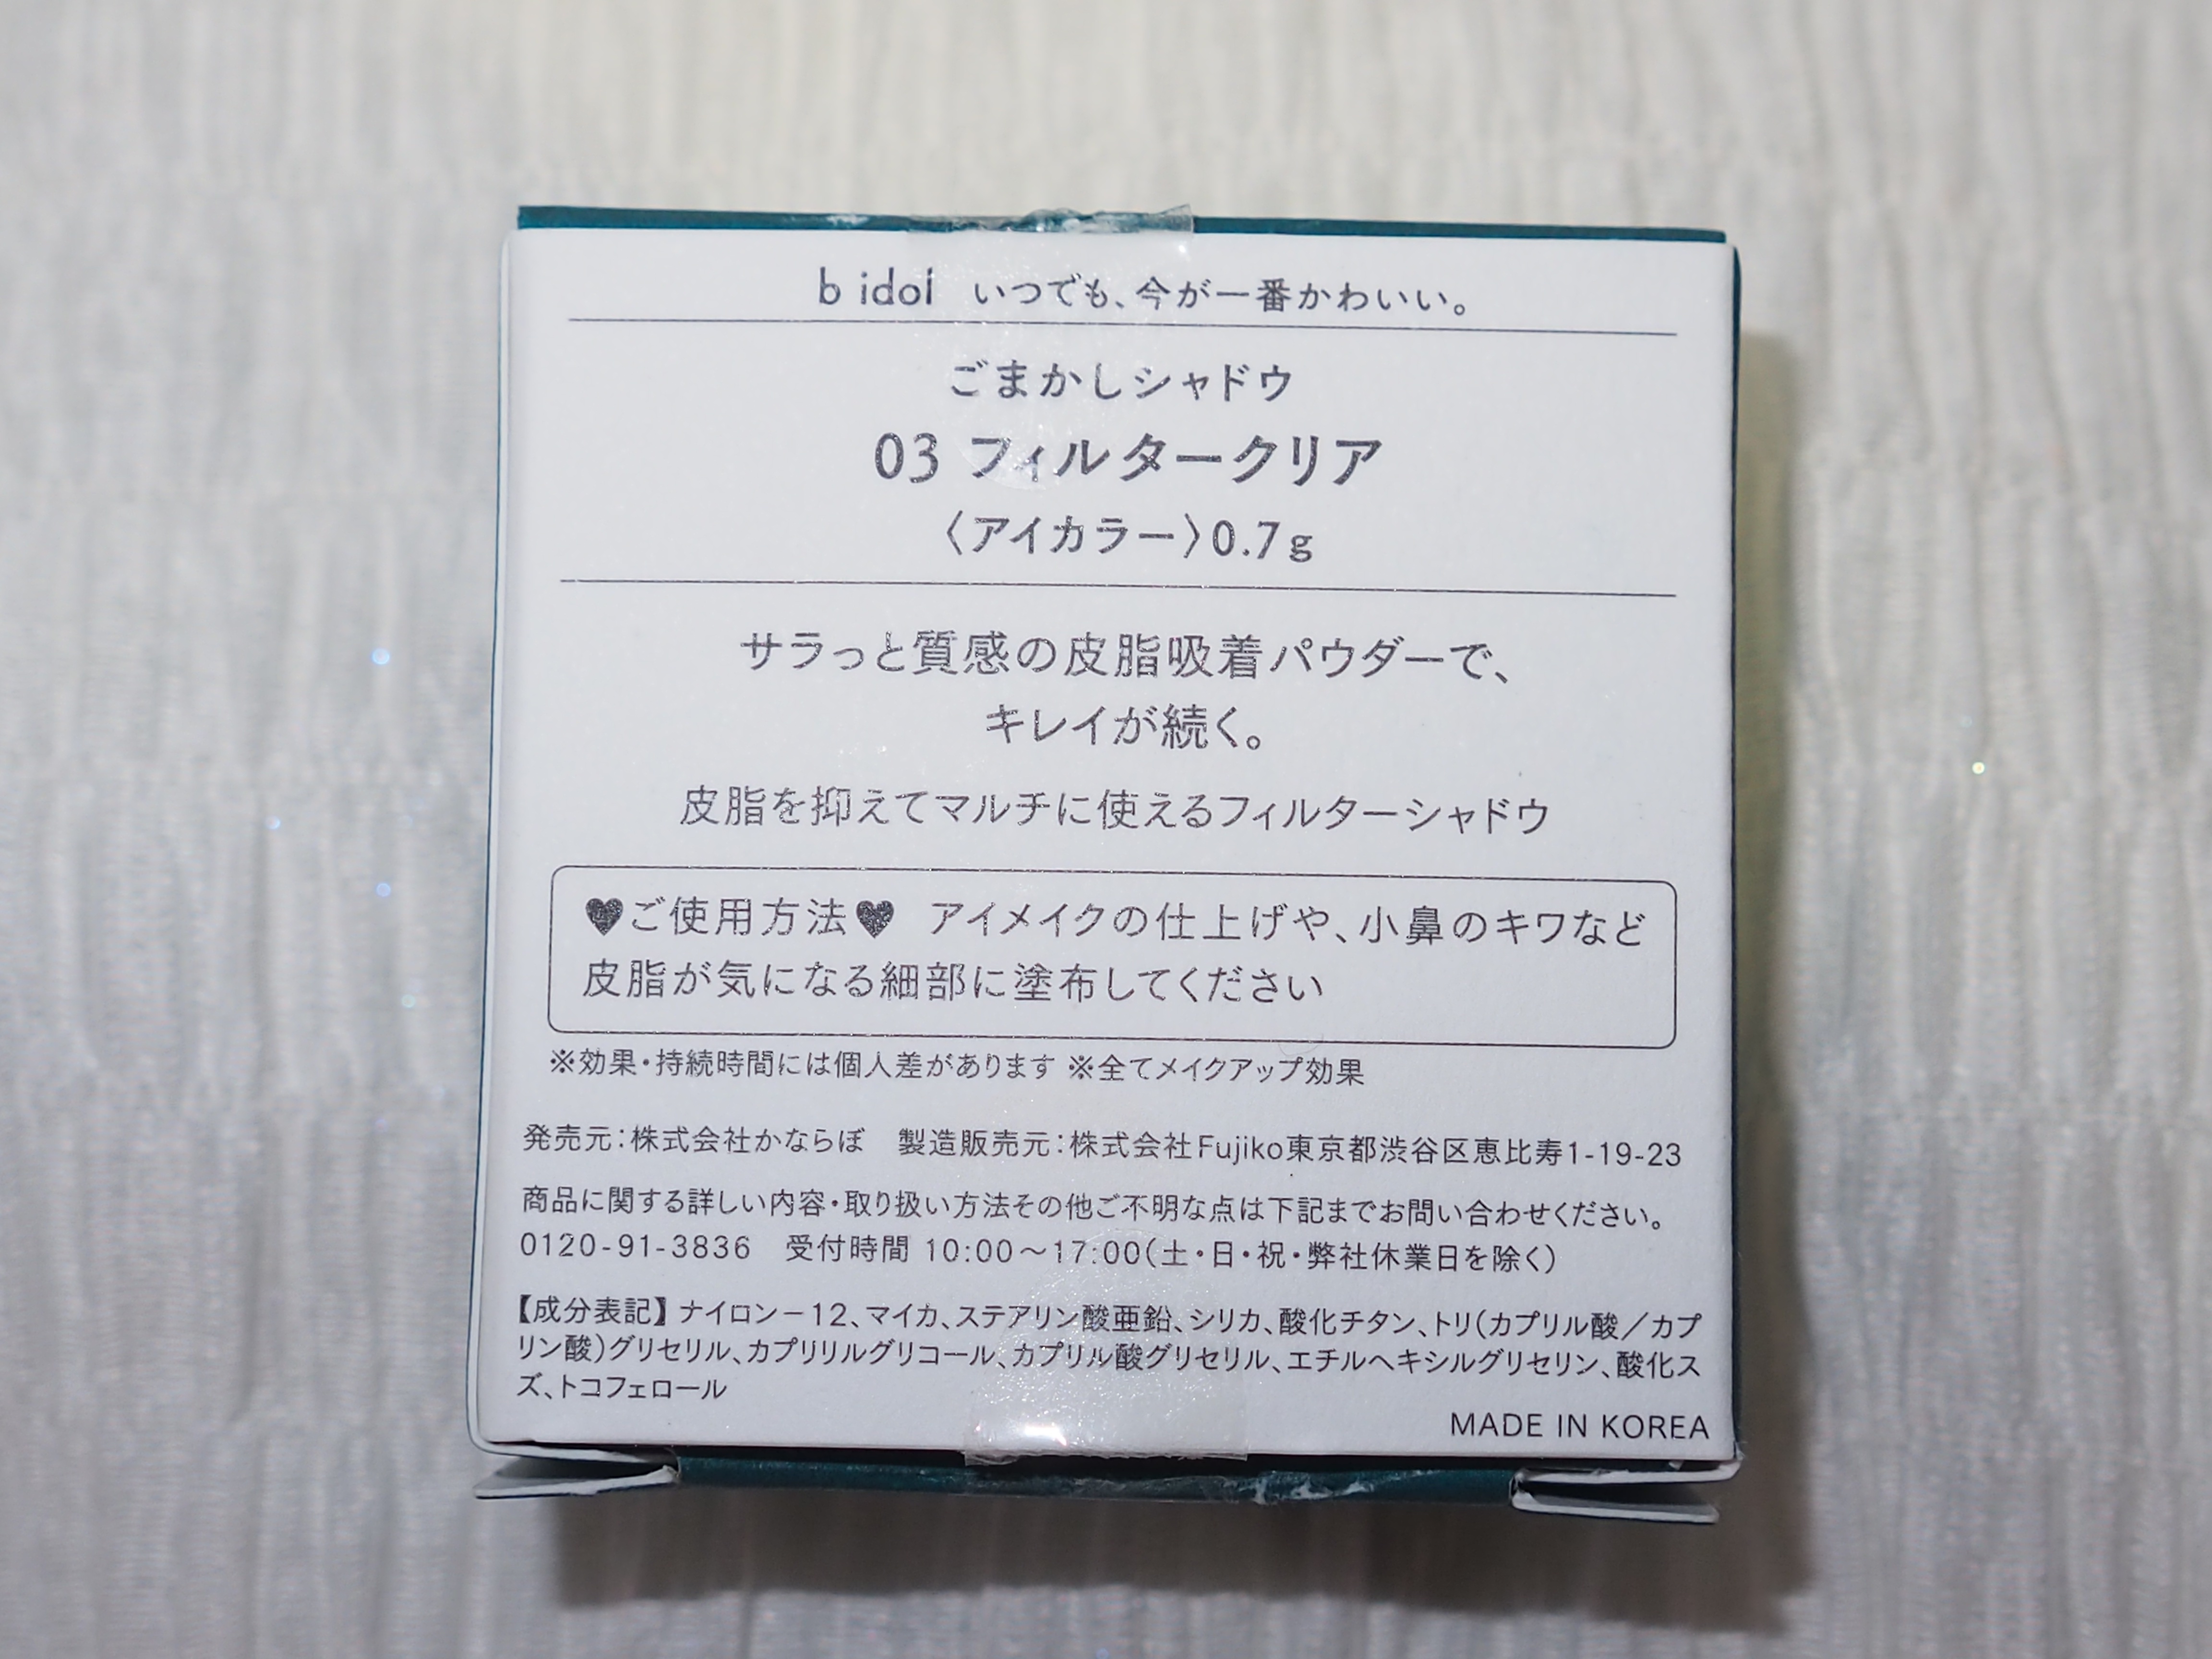 b idol いつでも、今が一番かわいい。
ごまかしシャドウ
03 フィルタークリア
〈アイカラー〉0.7g
サラっと質感の皮脂吸着パウダーで、
キレイが続く。
皮脂を抑えてマルチに使えるフィルターシャドウ
♥ご使用方法♥ アイメイクの仕上げや、小鼻のキワなど
皮脂が気になる細部に塗布してください
※効果・持続時間には個人差があります ※全てメイクアップ効果
発売元：株式会社かならぼ 製造販売元：株式会社Fujiko東京都渋谷区恵比寿1-19-23
商品に関する詳しい内容・取り扱い方法その他ご不明な点は下記までお問い合わせください。
0120-91-3836 受付時間 10:00～17:00（土・日・祝・弊社休業日を除く）
【成分表記】ナイロン－12、マイカ、ステアリン酸亜鉛、シリカ、酸化チタン、トリ（カプリル酸／カプ
リン酸）グリセリル、カプリリルグリコール、カプリル酸グリセリル、エチルヘキシルグリセリン、酸化ス
ズ、トコフェロール
MADE IN KOREA